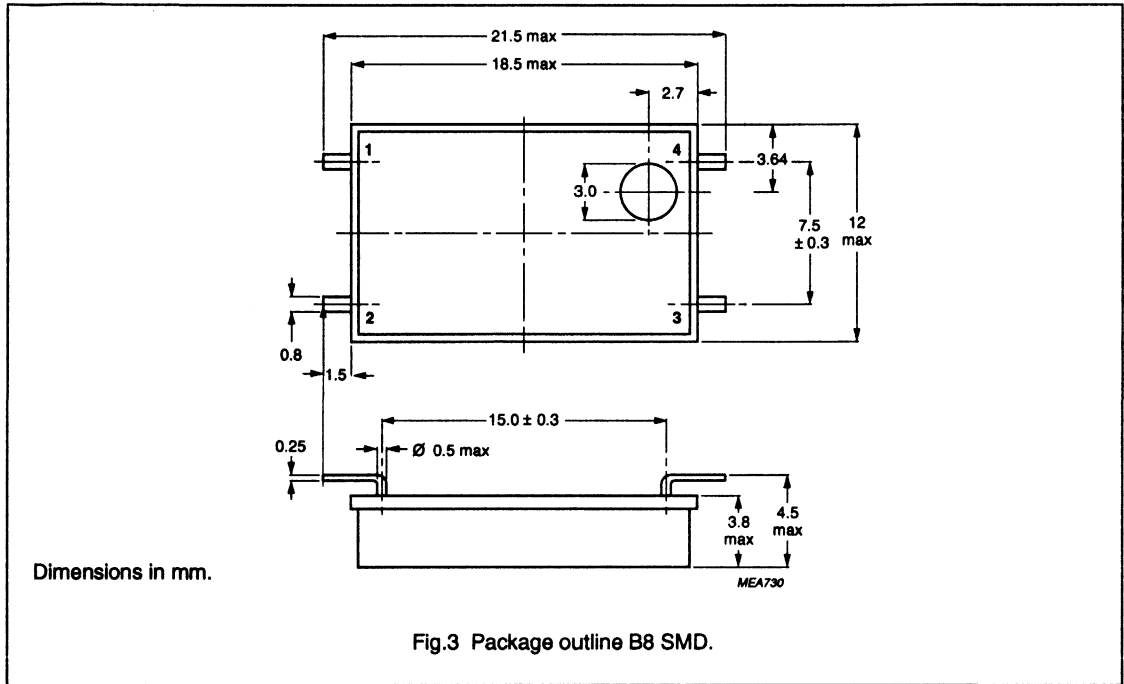 21.5 max
18.5 max
2.7
1
4
3.64
3.0
7.5
± 0.3
12
max
2
3
0.8
1.5
15.0 ± 0.3
0.25
Ø 0.5 max
3.8
max
4.5
max
Dimensions in mm.
MEA730
Fig.3 Package outline B8 SMD.